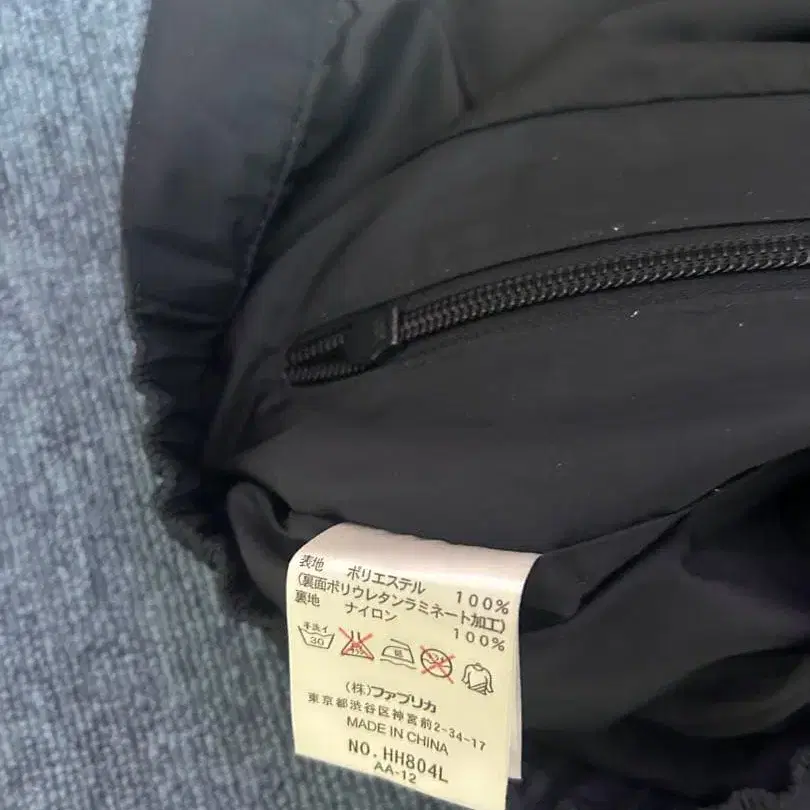 表地 ポリエステル 100%
(裏面ポリウレタンラミネート加工)
裏地 ナイロン 100%
手洗イ
30
(株)ファブリカ
東京都渋谷区神宮前2-34-17
MADE IN CHINA
NO. HH804L
AA-12